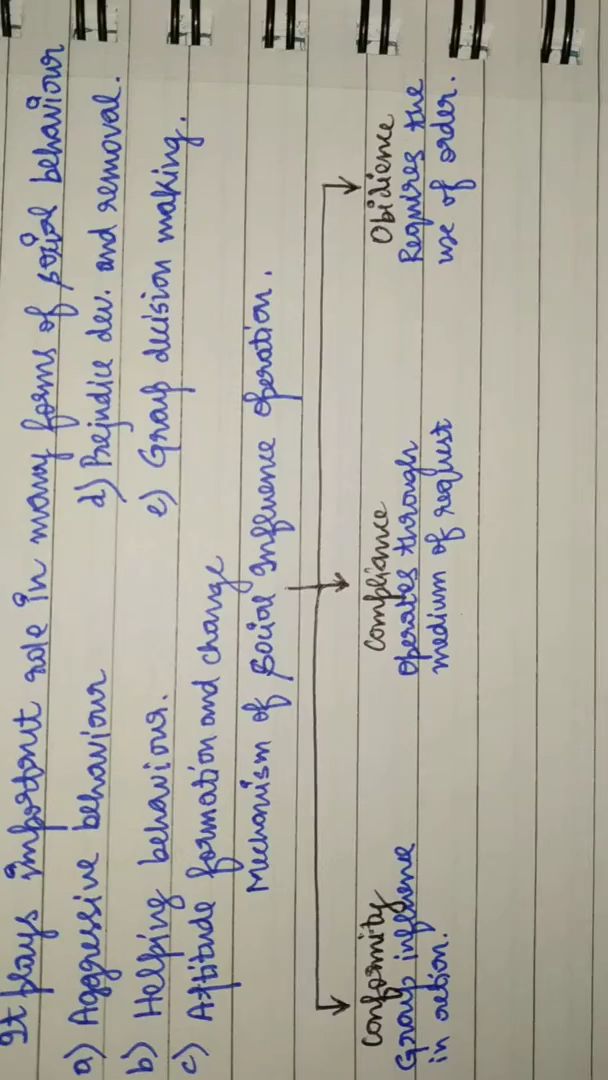 It plays important role in many forms of social behaviour
a) Aggressive behaviour
d) Prejudice dev. and removal.
b) Helping behaviour.
e) Group decision making.
c) Attitude formation and change
Mechanism of Social Influence operation.
Conformity
Group influence
in action.
Compliance
operates through
medium of request
Obidience
Requires the
use of order.